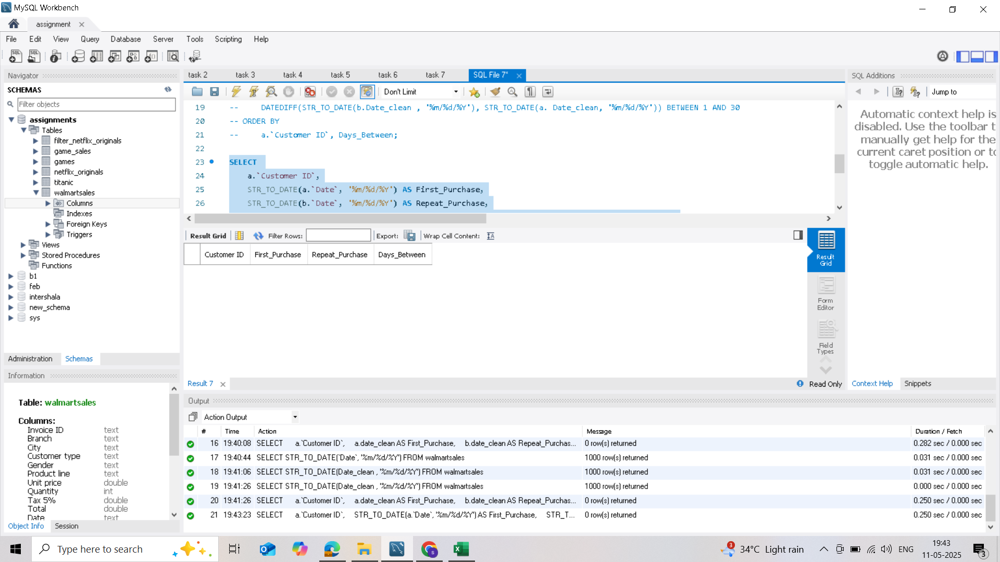 MySQL Workbench
assignment
File Edit View Query Database Server Tools Scripting Help
Navigator
SCHEMAS
Filter objects
assignments
Tables
filter_netflix_originals
game_sales
games
netflix_originals
titanic
walmartsales
Columns
Indexes
Foreign Keys
Triggers
Views
Stored Procedures
Functions
b1
feb
intershala
new_schema
sys
Administration Schemas
Information
Table: walmartsales
Columns:
Invoice ID text
Branch text
City text
Customer type text
Gender text
Product line text
Unit price double
Quantity int
Tax 5% double
Total double
Date text
Object Info Session
task 2 task 3 task 4 task 5 task 6 task 7 SQL File 7*
Don't Limit
19 -- DATEDIFF(STR_TO_DATE(b.Date_clean , '%m/%d/%Y'), STR_TO_DATE(a. Date_clean, '%m/%d/%Y')) BETWEEN 1 AND 30
20 -- ORDER BY
21 -- a.`Customer ID`, Days_Between;
22
23 SELECT
24 a.`Customer ID`,
25 STR_TO_DATE(a.`Date`, '%m/%d/%Y') AS First_Purchase,
26 STR_TO_DATE(b.`Date`, '%m/%d/%Y') AS Repeat_Purchase,
Result Grid Filter Rows: Export: Wrap Cell Content:
Customer ID First_Purchase Repeat_Purchase Days_Between
Result Grid
Form Editor
Field Types
Result 7
Read Only
SQL Additions
Jump to
Automatic context help is
disabled. Use the toolbar t
manually get help for the
current caret position or to
toggle automatic help.
Context Help Snippets
Output
Action Output
# Time Action Message Duration / Fetch
16 19:40:08 SELECT a.`Customer ID`, a.date_clean AS First_Purchase, b.date_clean AS Repeat_Purchas... 0 row(s) returned 0.282 sec / 0.000 sec
17 19:40:44 SELECT STR_TO_DATE(`Date`, '%m/%d/%Y') FROM walmartsales 1000 row(s) returned 0.031 sec / 0.000 sec
18 19:41:06 SELECT STR_TO_DATE(Date_clean , '%m/%d/%Y') FROM walmartsales 1000 row(s) returned 0.031 sec / 0.000 sec
19 19:41:26 SELECT STR_TO_DATE(Date_clean , '%m/%d/%Y') FROM walmartsales 1000 row(s) returned 0.000 sec / 0.000 sec
20 19:41:26 SELECT a.`Customer ID`, a.date_clean AS First_Purchase, b.date_clean AS Repeat_Purchas... 0 row(s) returned 0.250 sec / 0.000 sec
21 19:43:23 SELECT a.`Customer ID`, STR_TO_DATE(a.`Date`, '%m/%d/%Y') AS First_Purchase, STR_T... 0 row(s) returned 0.250 sec / 0.000 sec
Type here to search
3
34°C Light rain
ENG
19:43
11-05-2025
3